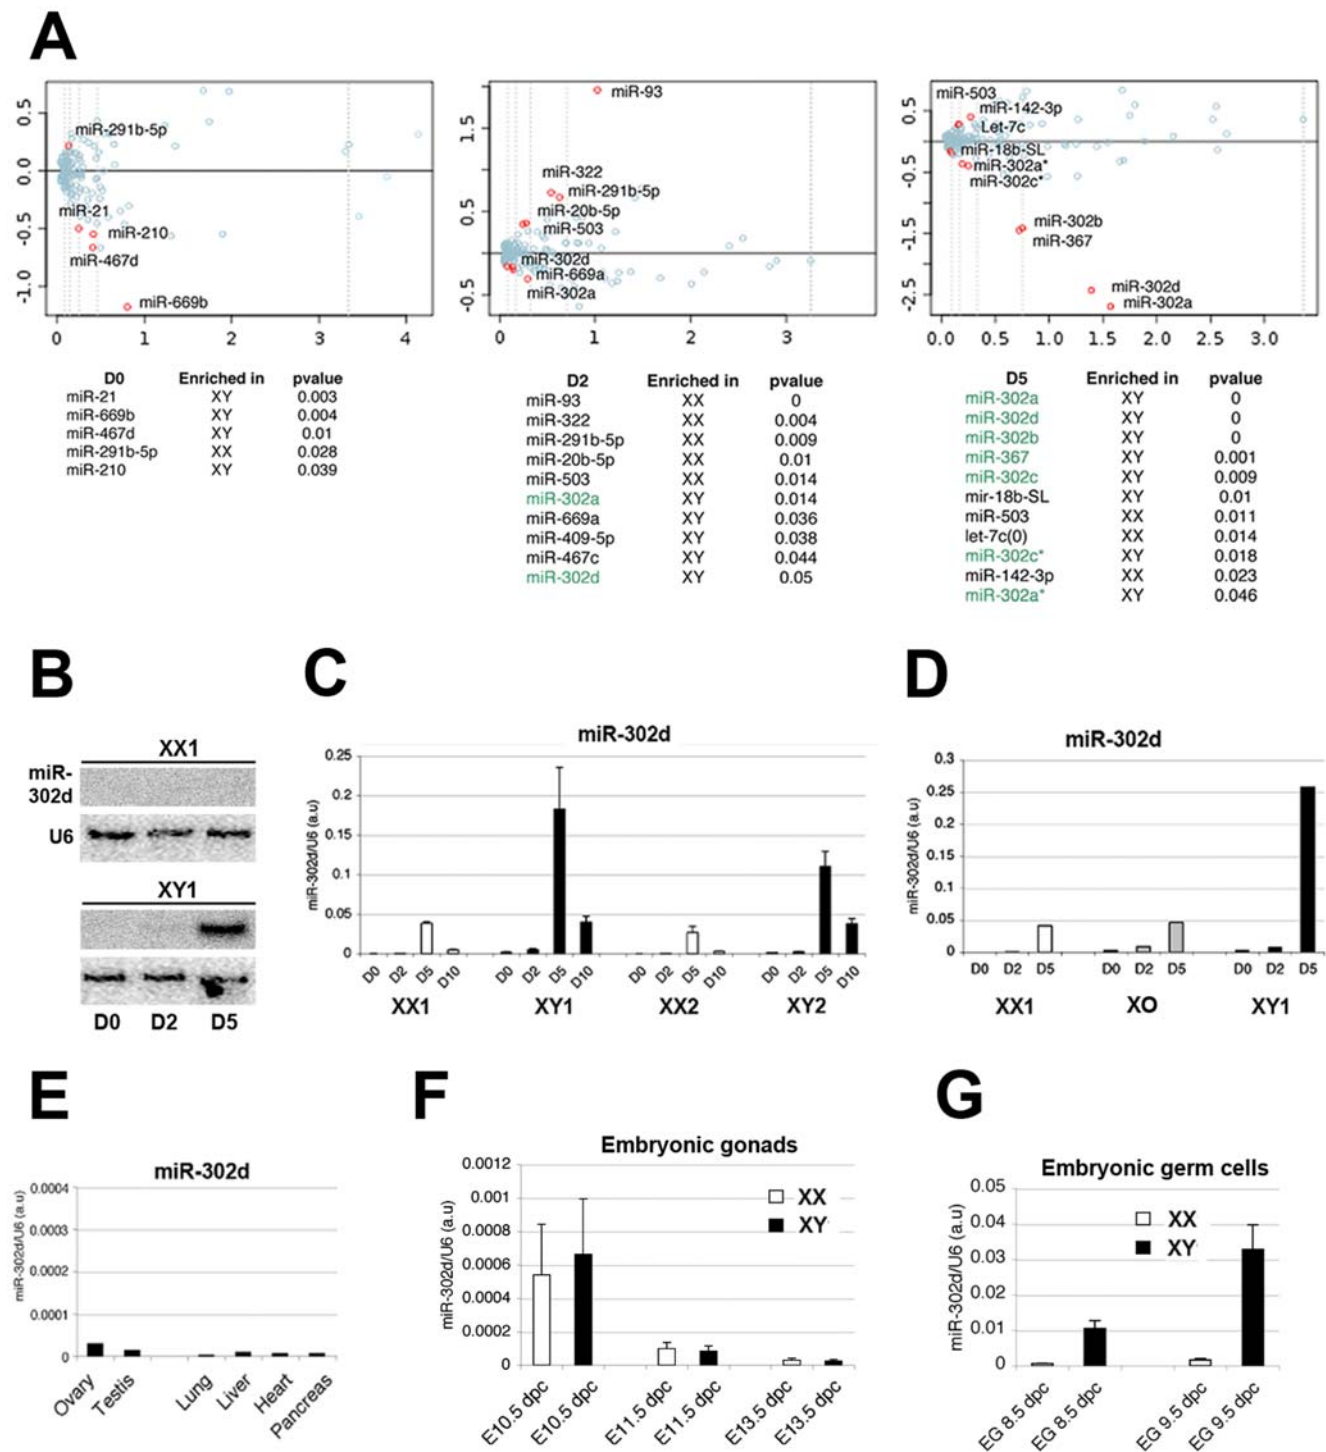 A
0.5
0.0
-0.5
-1.0
miR-291b-5p
miR-21
miR-210
miR-467d
miR-669b
0 1 2 3 4
1.5
0.5
-0.5
miR-93
miR-322
miR-291b-5p
miR-20b-5p
miR-503
miR-302d
miR-669a
miR-302a
0 1 2 3
0.5
-0.5
-1.5
-2.5
miR-503
miR-142-3p
Let-7c
miR-18b-SL
miR-302a*
miR-302c*
miR-302b
miR-367
miR-302d
miR-302a
0.0 0.5 1.0 1.5 2.0 2.5 3.0
D0 Enriched in pvalue
miR-21 XY 0.003
miR-669b XY 0.004
miR-467d XY 0.01
miR-291b-5p XX 0.028
miR-210 XY 0.039
D2 Enriched in pvalue
miR-93 XX 0
miR-322 XX 0.004
miR-291b-5p XX 0.009
miR-20b-5p XX 0.01
miR-503 XX 0.014
miR-302a XY 0.014
miR-669a XY 0.036
miR-409-5p XY 0.038
miR-467c XY 0.044
miR-302d XY 0.05
D5 Enriched in pvalue
miR-302a XY 0
miR-302d XY 0
miR-302b XY 0
miR-367 XY 0.001
miR-302c XY 0.009
mir-18b-SL XY 0.01
miR-503 XX 0.011
let-7c(0) XX 0.014
miR-302c* XY 0.018
miR-142-3p XX 0.023
miR-302a* XY 0.046
B
XX1
miR-
302d
U6
XY1
D0 D2 D5
C
miR-302d
miR-302d/U6 (a.u)
0.25
0.2
0.15
0.1
0.05
0
D0 D2 D5 D10 D0 D2 D5 D10 D0 D2 D5 D10 D0 D2 D5 D10
XX1 XY1 XX2 XY2
D
miR-302d
miR-302d/U6 (a.u)
0.3
0.25
0.2
0.15
0.1
0.05
0
D0 D2 D5 D0 D2 D5 D0 D2 D5
XX1 XO XY1
E
miR-302d
miR-302d/U6 (a.u)
0.0004
0.0003
0.0002
0.0001
0
Ovary Testis Lung Liver Heart Pancreas
F
Embryonic gonads
miR-302d/U6 (a.u)
0.0012
0.001
0.0008
0.0006
0.0004
0.0002
0
XX
XY
E10.5 dpc E10.5 dpc E11.5 dpc E11.5 dpc E13.5 dpc E13.5 dpc
G
Embryonic germ cells
miR-302d/U6 (a.u)
0.05
0.04
0.03
0.02
0.01
0
XX
XY
EG 8.5 dpc EG 8.5 dpc EG 9.5 dpc EG 9.5 dpc